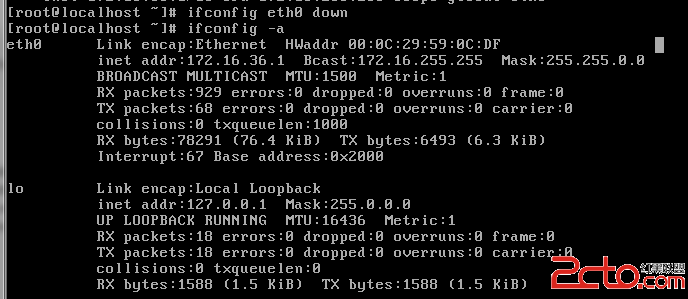 [root@localhost ~]# ifconfig eth0 down
[root@localhost ~]# ifconfig -a
eth0 Link encap:Ethernet HWaddr 00:0C:29:59:0C:DF
inet addr:172.16.36.1 Bcast:172.16.255.255 Mask:255.255.0.0
BROADCAST MULTICAST MTU:1500 Metric:1
RX packets:929 errors:0 dropped:0 overruns:0 frame:0
TX packets:68 errors:0 dropped:0 overruns:0 carrier:0
collisions:0 txqueuelen:1000
RX bytes:78291 (76.4 KiB) TX bytes:6493 (6.3 KiB)
Interrupt:67 Base address:0x2000
lo Link encap:Local Loopback
inet addr:127.0.0.1 Mask:255.0.0.0
UP LOOPBACK RUNNING MTU:16436 Metric:1
RX packets:18 errors:0 dropped:0 overruns:0 frame:0
TX packets:18 errors:0 dropped:0 overruns:0 carrier:0
collisions:0 txqueuelen:0
RX bytes:1588 (1.5 KiB) TX bytes:1588 (1.5 KiB)
红黑联盟
2cto.com